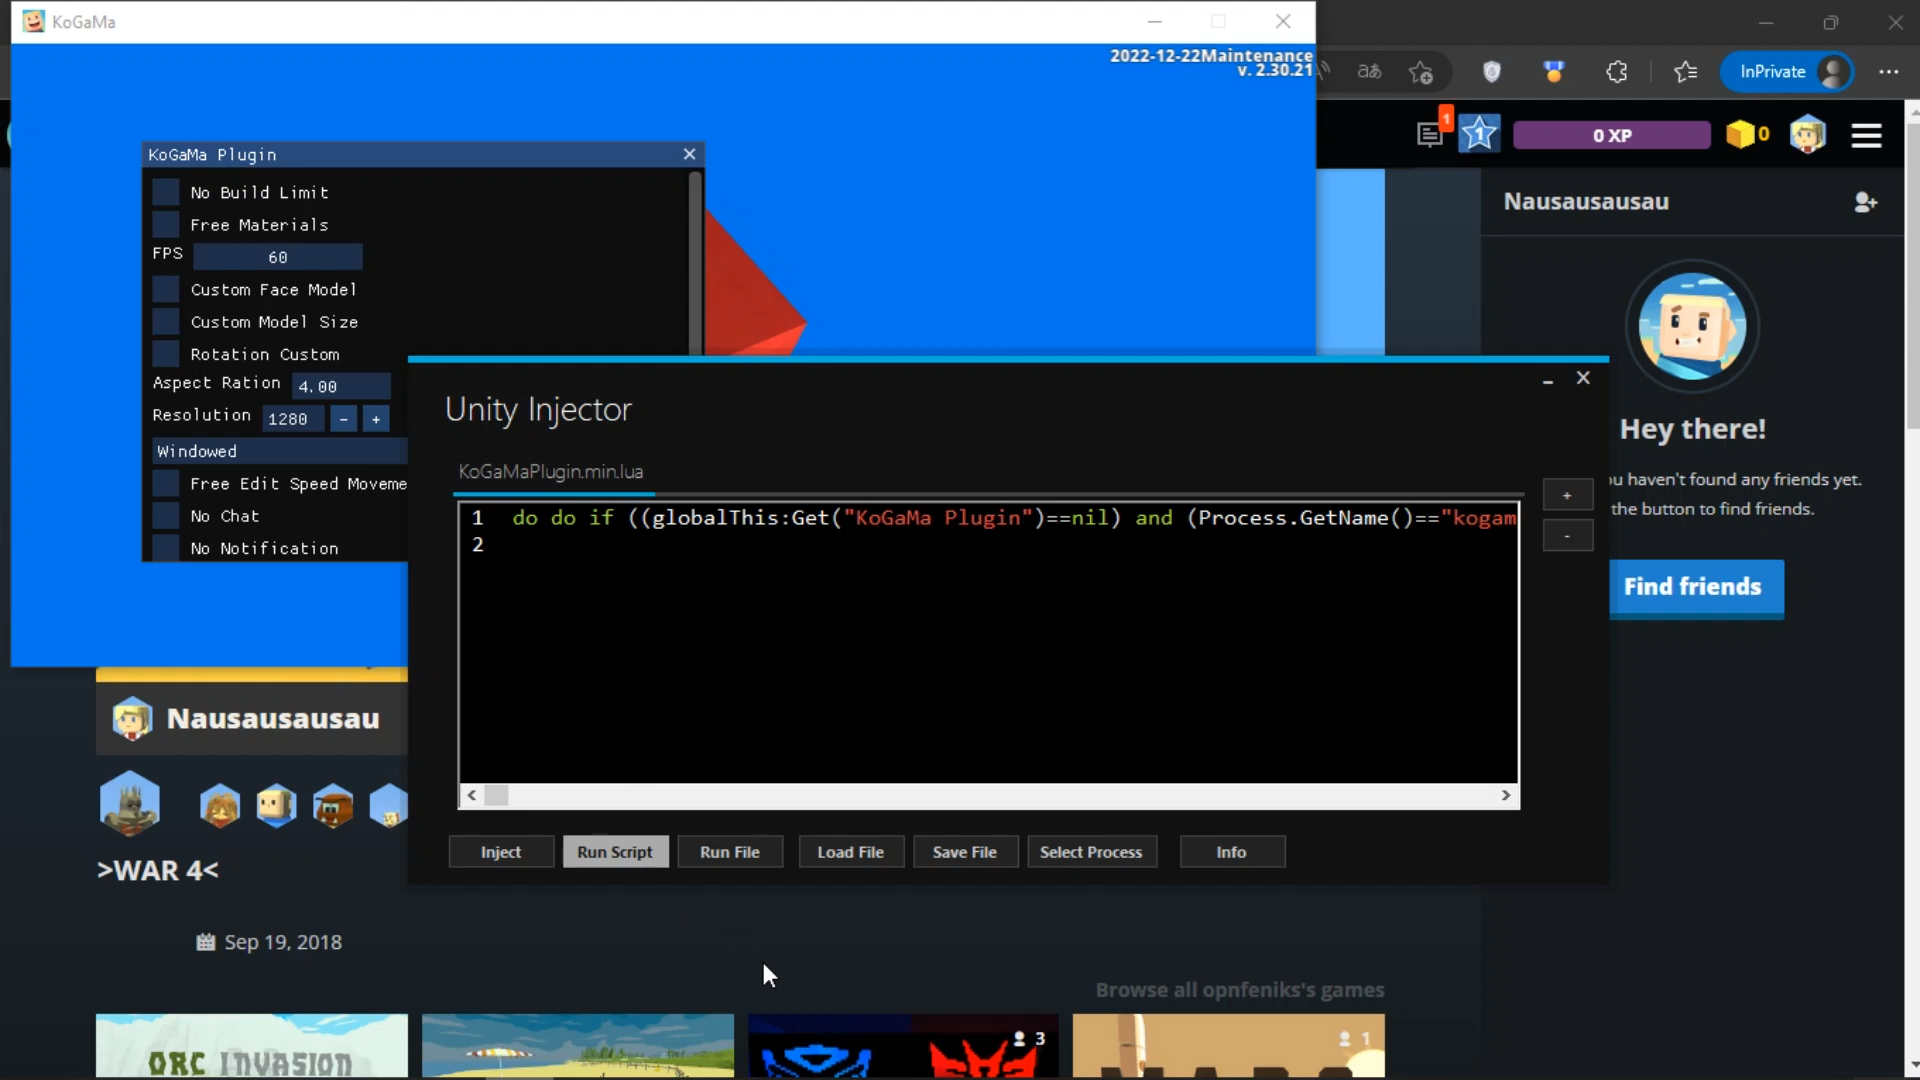 KoGaMa
2022-12-22Maintenance
v. 2.30.21
InPrivate
1
1
0 XP
0
KoGaMa Plugin
No Build Limit
Free Materials
FPS 60
Custom Face Model
Custom Model Size
Rotation Custom
Aspect Ration 4.00
Resolution 1280 - +
Windowed
Free Edit Speed Moveme
No Chat
No Notification
Nausausausau
Hey there!
u haven't found any friends yet.
the button to find friends.
Find friends
Unity Injector
KoGaMaPlugin.min.lua
1 do do if ((globalThis:Get("KoGaMa Plugin")==nil) and (Process.GetName()=="kogam
2
+
-
Inject
Run Script
Run File
Load File
Save File
Select Process
Info
Nausausausau
>WAR 4<
Sep 19, 2018
Browse all opnfeniks's games
ORC INVASION
3
1